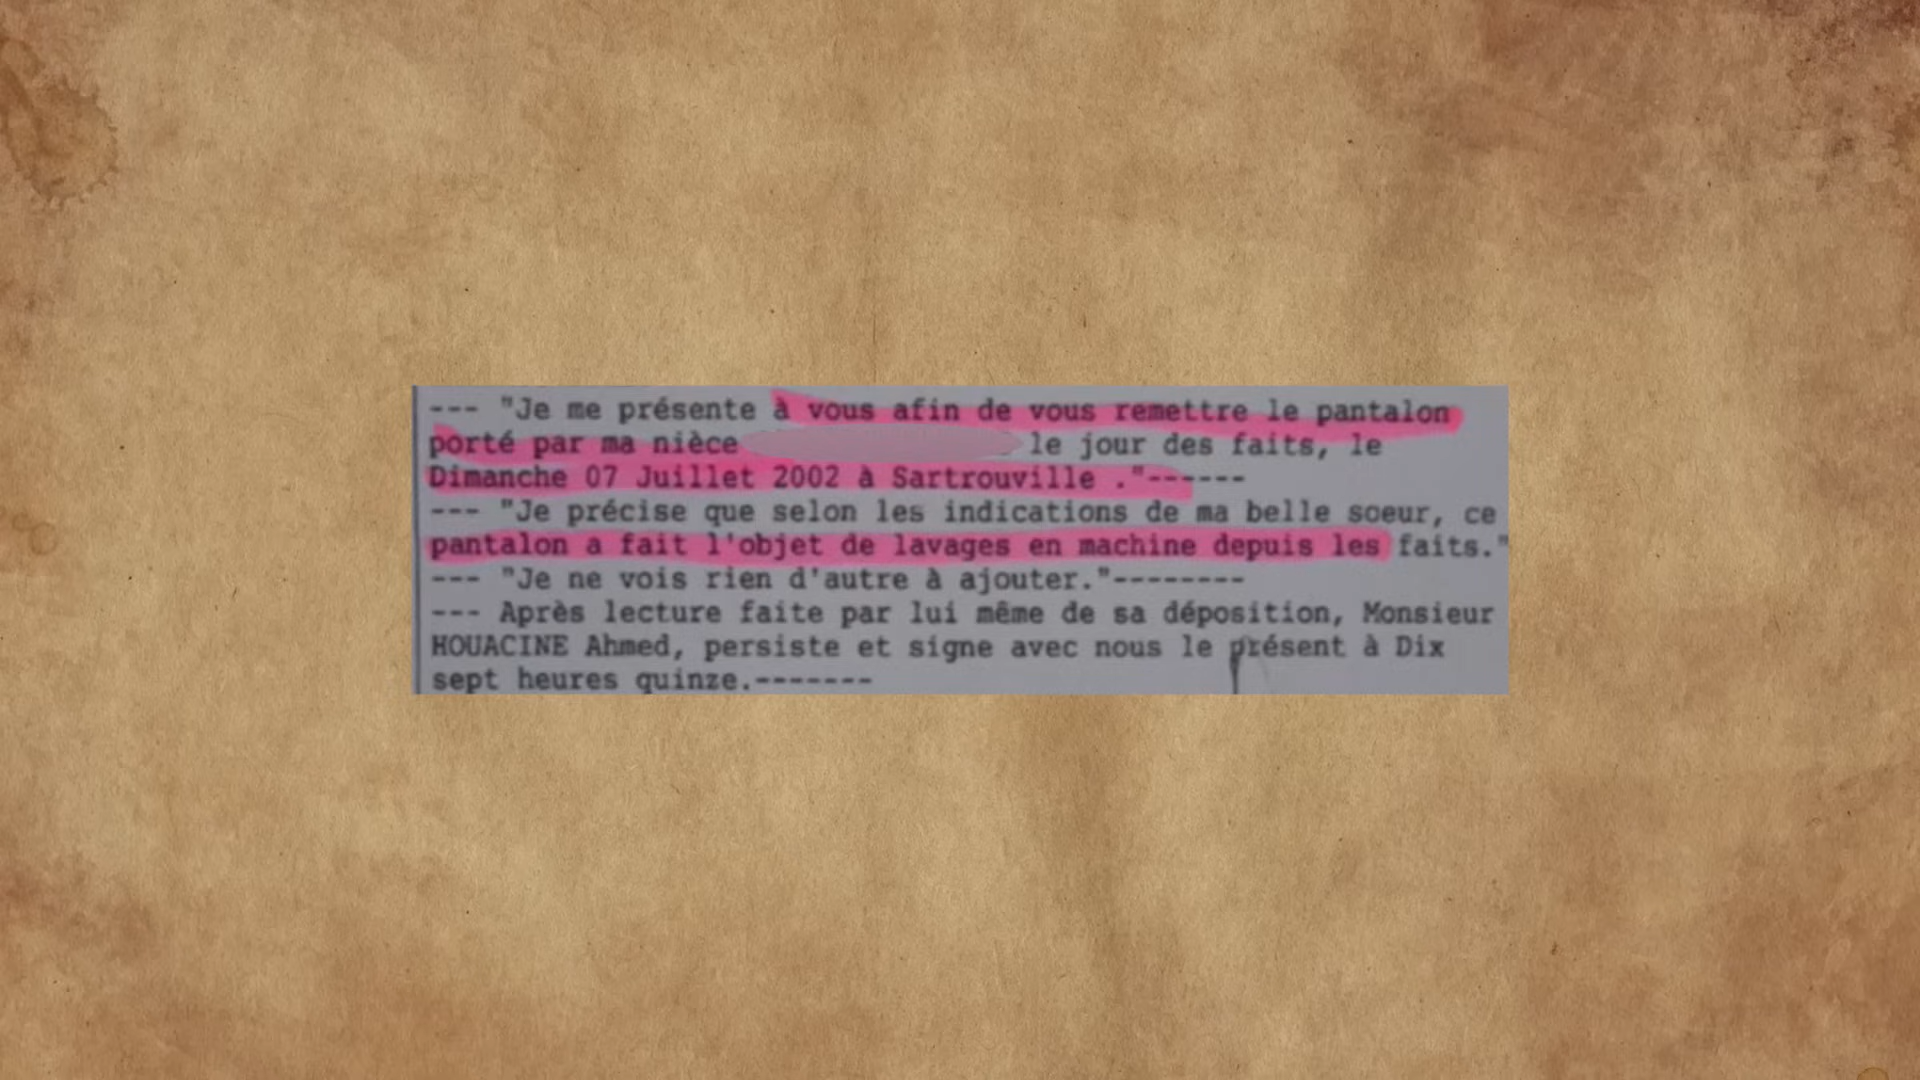 --- "Je me présente à vous afin de vous remettre le pantalon
porté par ma nièce le jour des faits, le
Dimanche 07 Juillet 2002 à Sartrouville ."------
--- "Je précise que selon les indications de ma belle soeur, ce
pantalon a fait l'objet de lavages en machine depuis les faits."
--- "Je ne vois rien d'autre à ajouter."--------
--- Après lecture faite par lui même de sa déposition, Monsieur
HOUACINE Ahmed, persiste et signe avec nous le présent à Dix
sept heures quinze.-------